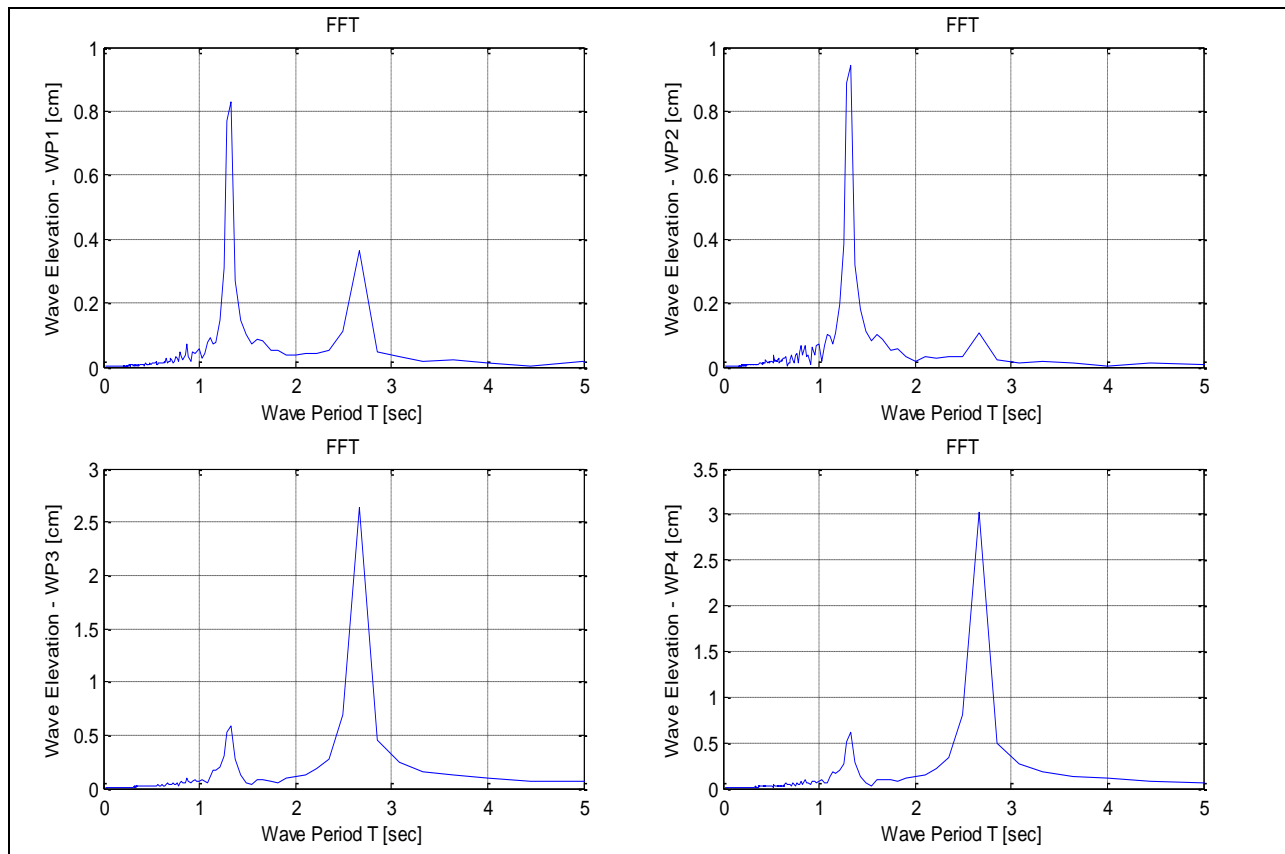 FFT
1
0.8
0.6
0.4
0.2
0
Wave Elevation - WP1 [cm]
0 1 2 3 4 5
Wave Period T [sec]
FFT
1
0.8
0.6
0.4
0.2
0
Wave Elevation - WP2 [cm]
0 1 2 3 4 5
Wave Period T [sec]
FFT
3
2.5
2
1.5
1
0.5
0
Wave Elevation - WP3 [cm]
0 1 2 3 4 5
Wave Period T [sec]
FFT
3.5
3
2.5
2
1.5
1
0.5
0
Wave Elevation - WP4 [cm]
0 1 2 3 4 5
Wave Period T [sec]